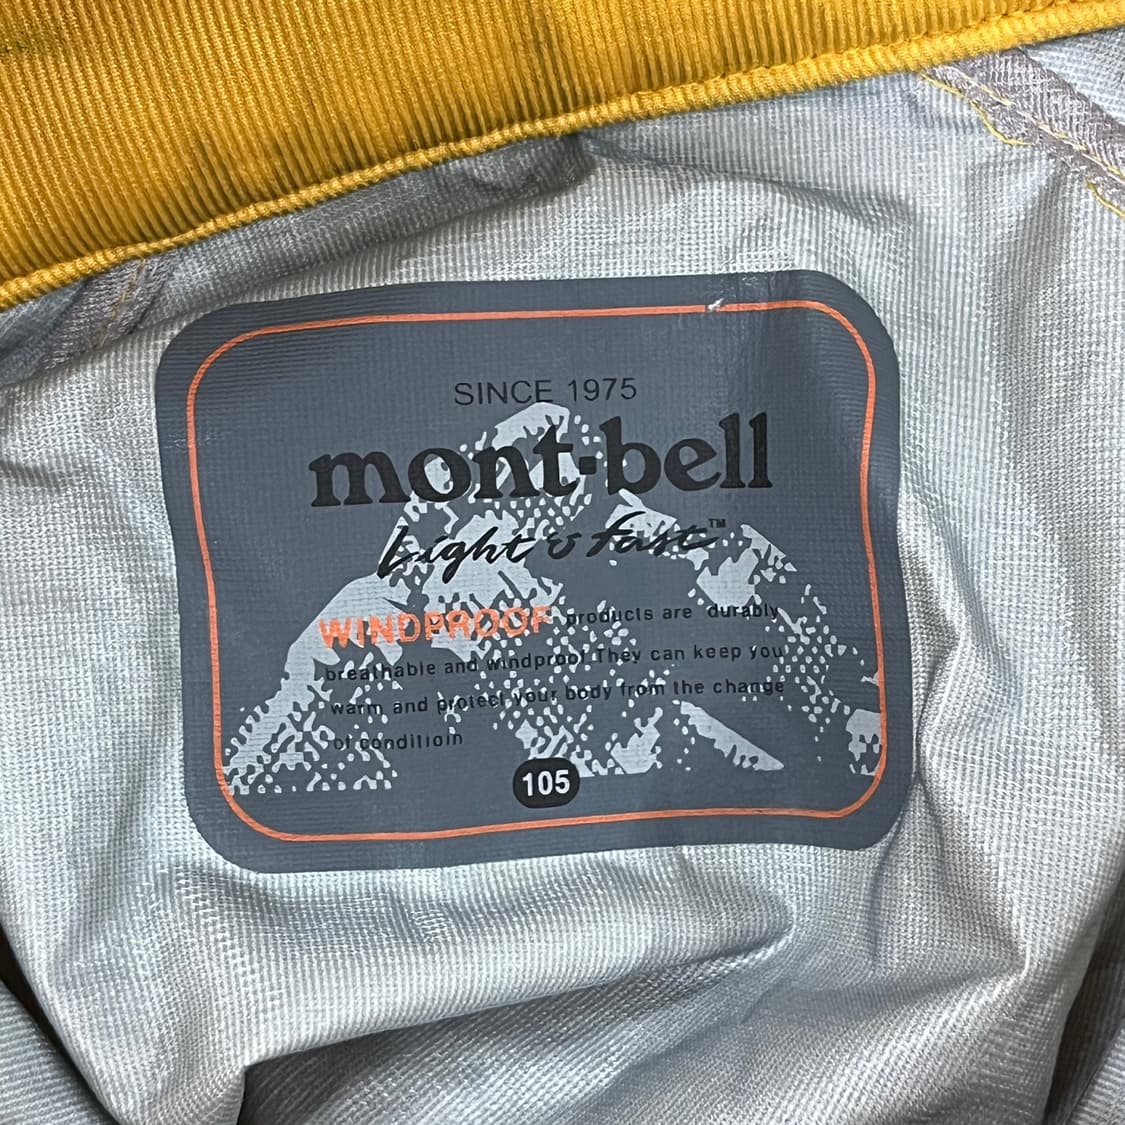 SINCE 1975
mont-bell
Light & fast™
WINDPROOF products are durably
breathable and windproof They can keep you
warm and protect your body from the change
of conditioin
105